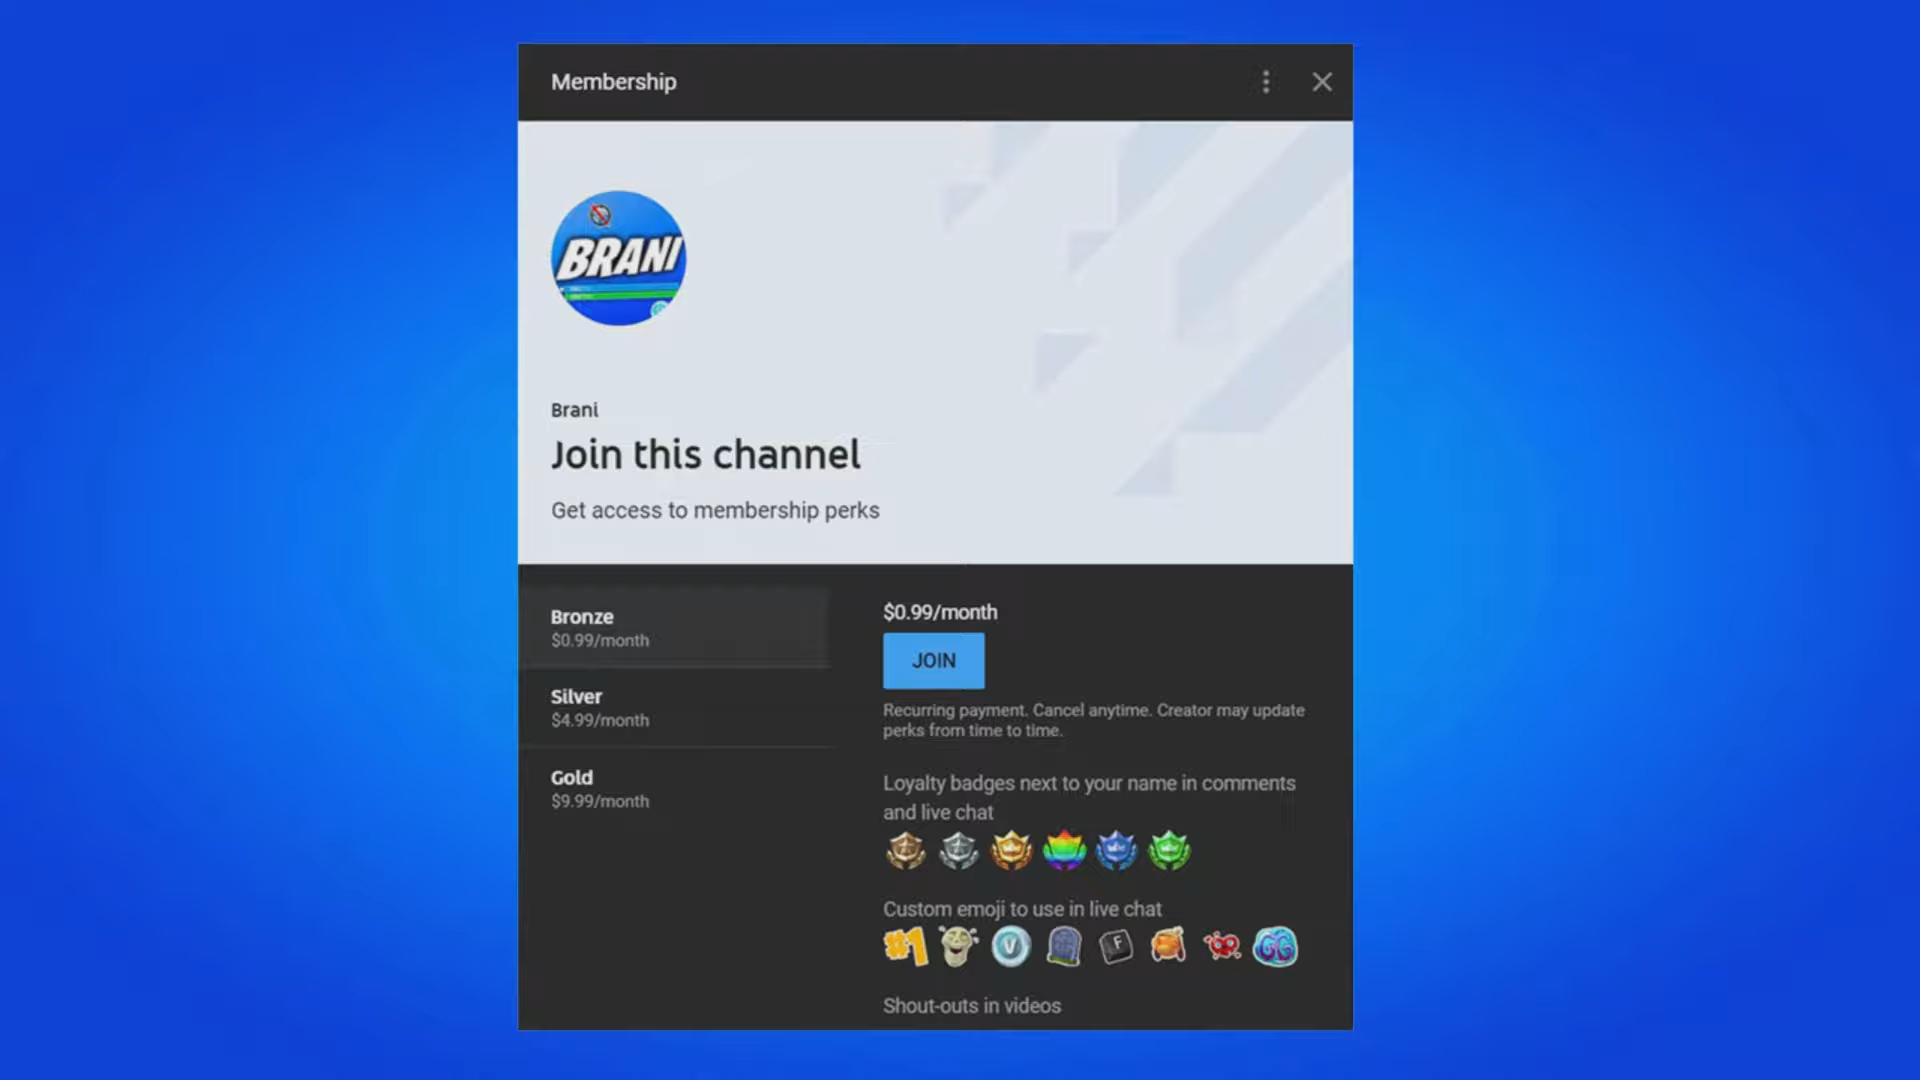 Membership
BRANI
Brani
Join this channel
Get access to membership perks
Bronze
$0.99/month
Silver
$4.99/month
Gold
$9.99/month
$0.99/month
JOIN
Recurring payment. Cancel anytime. Creator may update
perks from time to time.
Loyalty badges next to your name in comments
and live chat
Custom emoji to use in live chat
#1 V F GG
Shout-outs in videos